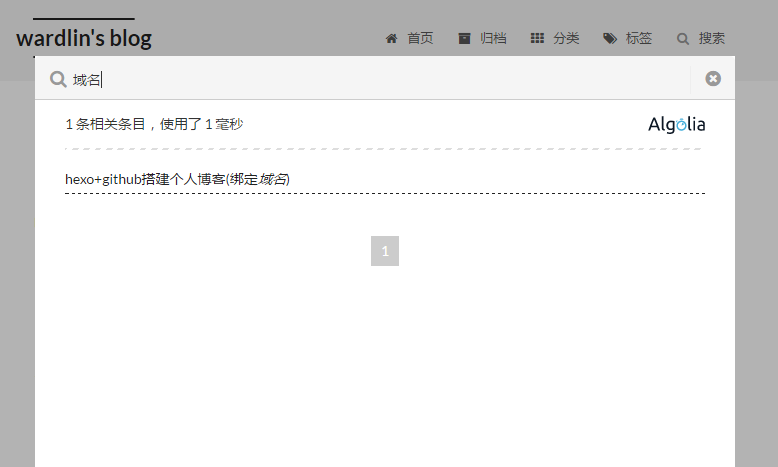 wardlin's blog
首页 归档 分类 标签 搜索
域名
1 条相关条目，使用了 1 毫秒
Algolia
hexo+github搭建个人博客(绑定域名)
1